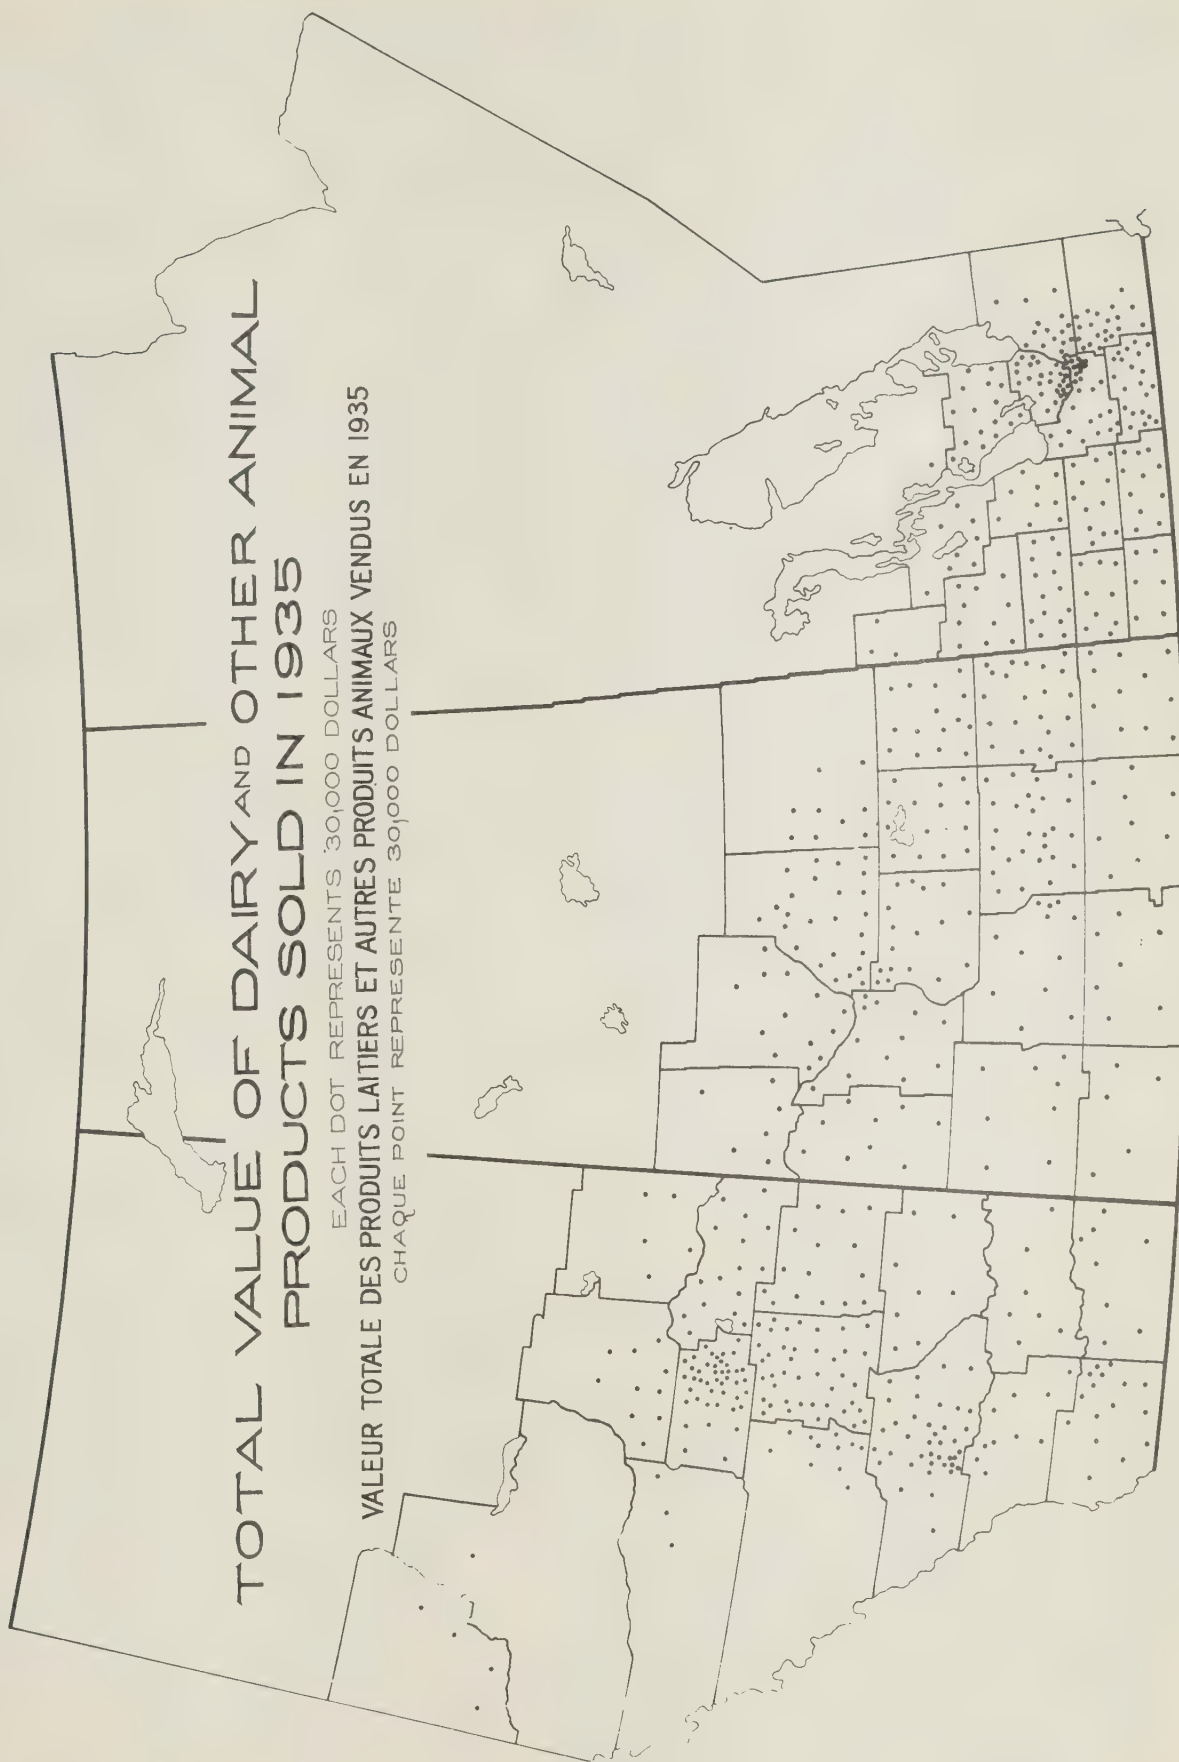 TOTAL VALUE OF DAIRY AND OTHER ANIMAL
PRODUCTS SOLD IN 1935
EACH DOT REPRESENTS 30,000 DOLLARS
VALEUR TOTALE DES PRODUITS LAITIERS ET AUTRES PRODUITS ANIMAUX VENDUS EN 1935
CHAQUE POINT REPRESENTE 30,000 DOLLARS